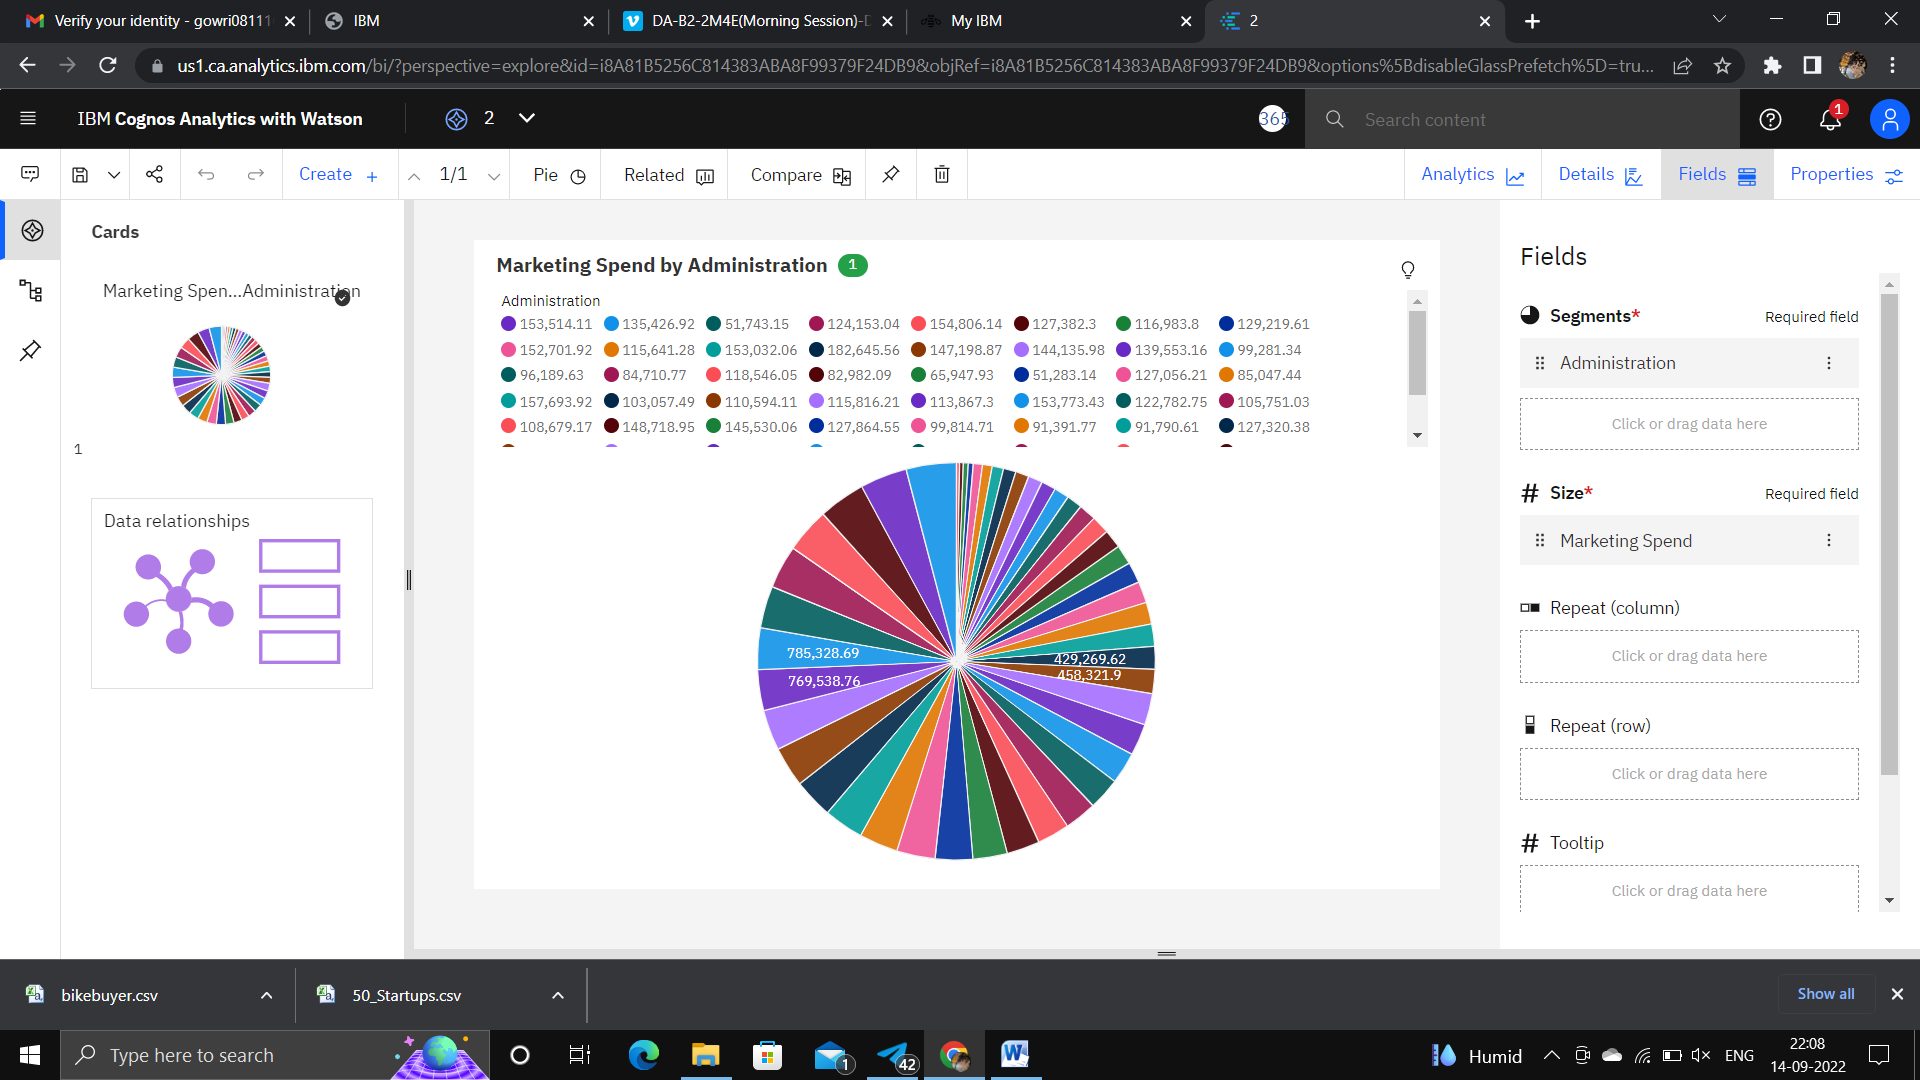 Verify your identity - gowri08111
IBM
DA-B2-2M4E(Morning Session)-D
My IBM
2
us1.ca.analytics.ibm.com/bi/?perspective=explore&id=i8A81B5256C814383ABA8F99379F24DB9&objRef=i8A81B5256C814383ABA8F99379F24DB9&options%5BdisableGlassPrefetch%5D=tru...
IBM Cognos Analytics with Watson
2
365
Search content
1
Create +
1/1
Pie
Related
Compare
Analytics
Details
Fields
Properties
Cards
Marketing Spen...Administration
1
Data relationships
Marketing Spend by Administration 1
Administration
153,514.11 135,426.92 51,743.15 124,153.04 154,806.14 127,382.3 116,983.8 129,219.61
152,701.92 115,641.28 153,032.06 182,645.56 147,198.87 144,135.98 139,553.16 99,281.34
96,189.63 84,710.77 118,546.05 82,982.09 65,947.93 51,283.14 127,056.21 85,047.44
157,693.92 103,057.49 110,594.11 115,816.21 113,867.3 153,773.43 122,782.75 105,751.03
108,679.17 148,718.95 145,530.06 127,864.55 99,814.71 91,391.77 91,790.61 127,320.38
785,328.69
769,538.76
429,269.62
458,321.9
Fields
Segments* Required field
Administration
Click or drag data here
# Size* Required field
Marketing Spend
Repeat (column)
Click or drag data here
Repeat (row)
Click or drag data here
# Tooltip
Click or drag data here
bikebuyer.csv
50_Startups.csv
Show all
Type here to search
1
42
Humid
ENG
22:08
14-09-2022